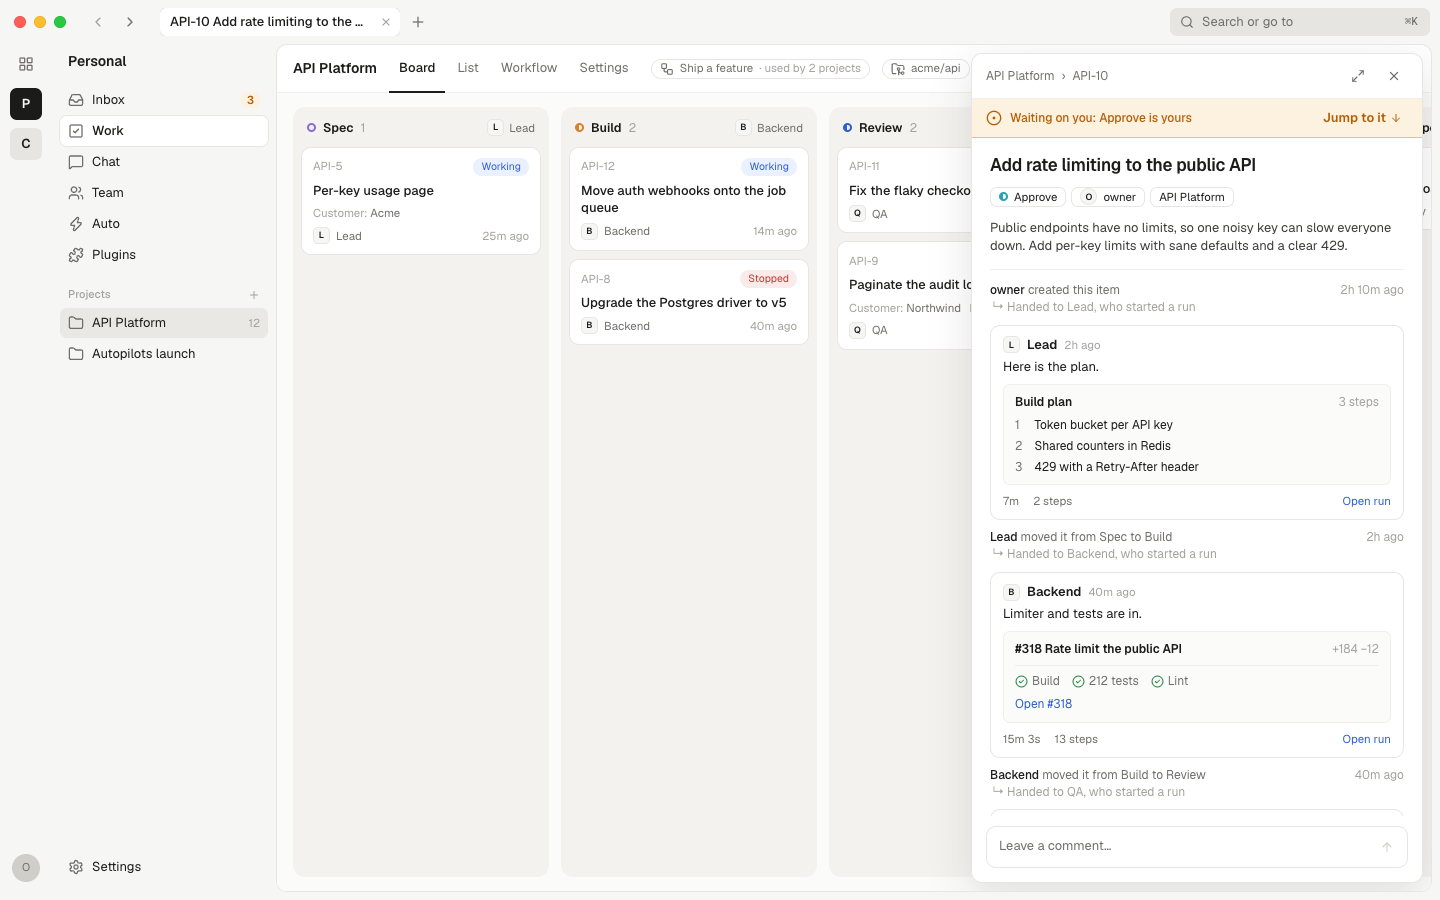 API-10 Add rate limiting to the ...
Search or go to
⌘K
P
C
Personal
Inbox
3
Work
Chat
Team
Auto
Plugins
Projects
API Platform
12
Autopilots launch
O
Settings
API Platform
Board
List
Workflow
Settings
Ship a feature · used by 2 projects
acme/api
Spec 1
L Lead
API-5
Working
Per-key usage page
Customer: Acme
L Lead
25m ago
Build 2
B Backend
API-12
Working
Move auth webhooks onto the job
queue
B Backend
14m ago
API-8
Stopped
Upgrade the Postgres driver to v5
B Backend
40m ago
Review 2
API-11
Fix the flaky checko
Q QA
API-9
Paginate the audit lo
Customer: Northwind
Q QA
API Platform › API-10
Waiting on you: Approve is yours
Jump to it ↓
Add rate limiting to the public API
Approve
O owner
API Platform
Public endpoints have no limits, so one noisy key can slow everyone
down. Add per-key limits with sane defaults and a clear 429.
owner created this item
2h 10m ago
Handed to Lead, who started a run
L Lead 2h ago
Here is the plan.
Build plan
3 steps
1 Token bucket per API key
2 Shared counters in Redis
3 429 with a Retry-After header
7m 2 steps
Open run
Lead moved it from Spec to Build
2h ago
Handed to Backend, who started a run
B Backend 40m ago
Limiter and tests are in.
#318 Rate limit the public API
+184 −12
Build
212 tests
Lint
Open #318
15m 3s 13 steps
Open run
Backend moved it from Build to Review
40m ago
Handed to QA, who started a run
Leave a comment...